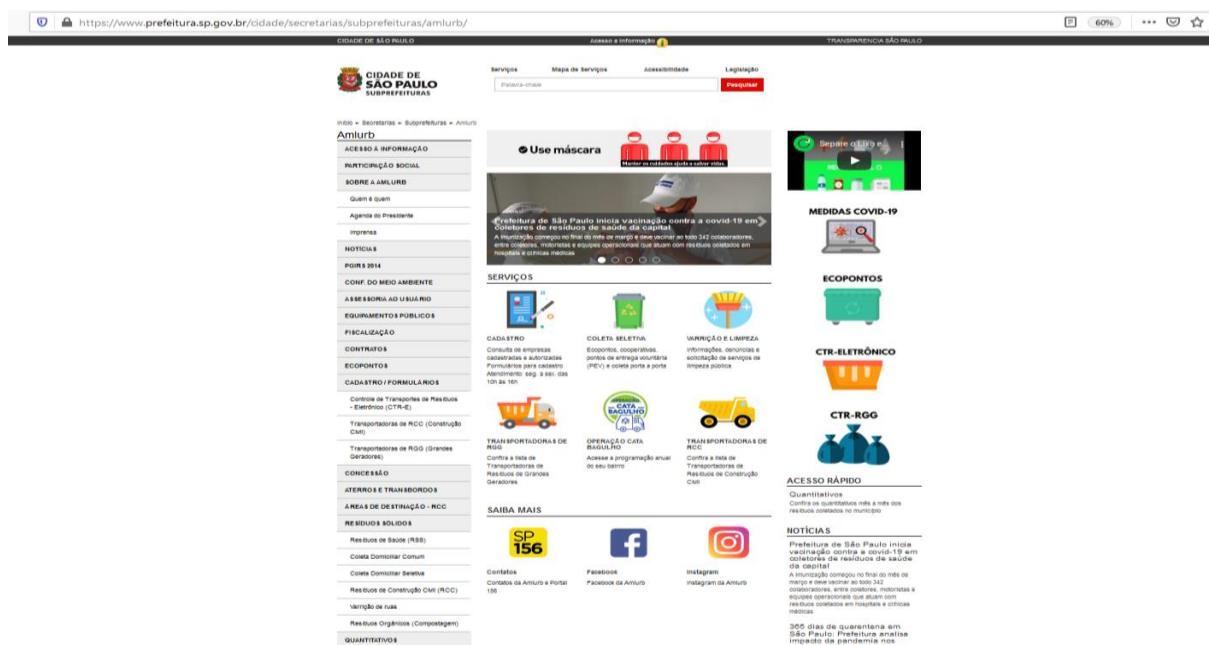 https://www.prefeitura.sp.gov.br/cidade/secretarias/subprefeituras/amlurb/
60%
CIDADE DE SÃO PAULO
Acesso a Informação
TRANSPARENCIA SÃO PAULO
CIDADE DE
SÃO PAULO
SUBPREFEITURAS
Serviços
Mapa de Serviços
Acessibilidade
Legislação
Palavra-chave
Pesquisar
Início » Secretarias » Subprefeituras » Amlurb
Amlurb
ACESSO À INFORMAÇÃO
PARTICIPAÇÃO SOCIAL
SOBRE A AMLURB
Quem é quem
Agenda do Presidente
Imprensa
NOTÍCIAS
PGIRS 2014
CONF. DO MEIO AMBIENTE
ASSESSORIA AO USUÁRIO
EQUIPAMENTOS PÚBLICOS
FISCALIZAÇÃO
CONTRATOS
ECOPONTOS
CADASTRO / FORMULÁRIOS
Controle de Transportes de Resíduos
- Eletrônico (CTR-E)
Transportadoras de RCC (Construção
Civil)
Transportadoras de RGG (Grandes
Geradores)
CONCESSÃO
ATERROS E TRANSBORDOS
ÁREAS DE DESTINAÇÃO - RCC
RESÍDUOS SÓLIDOS
Resíduos de Saúde (RSS)
Coleta Domiciliar Comum
Coleta Domiciliar Seletiva
Resíduos de Construção Civil (RCC)
Varrição de ruas
Resíduos Orgânicos (Compostagem)
QUANTITATIVOS
Use máscara
Manter os cuidados ajuda a salvar vidas.
Prefeitura de São Paulo inicia vacinação contra a covid-19 em
coletores de resíduos de saúde da capital
A imunização começou no final do mês de março e deve vacinar ao todo 342 colaboradores,
entre coletores, motoristas e equipes operacionais que atuam com resíduos coletados em
hospitais e clínicas médicas
SERVIÇOS
CADASTRO
Consulta de empresas
cadastradas e autorizadas
Formulários para cadastro
Atendimento: seg. a sex. das
10h às 16h
COLETA SELETIVA
Ecopontos, cooperativas,
pontos de entrega voluntária
(PEV) e coleta porta a porta
VARRIÇÃO E LIMPEZA
Informações, denúncias e
solicitação de serviços de
limpeza pública
OPERAÇÃO
CATA
BAGULHO
TRANSPORTADORAS DE
RGG
Confira a lista de
Transportadoras de
Resíduos de Grandes
Geradores
OPERAÇÃO CATA
BAGULHO
Acesse a programação anual
do seu bairro
TRANSPORTADORAS DE
RCC
Confira a lista de
Transportadoras de
Resíduos de Construção
Civil
SAIBA MAIS
SP
156
Contatos
Contatos da Amlurb e Portal
156
Facebook
Facebook da Amlurb
Instagram
Instagram da Amlurb
Separe o Lixo e
MEDIDAS COVID-19
ECOPONTOS
CTR-ELETRÔNICO
CTR-RGG
ACESSO RÁPIDO
Quantitativos
Confira os quantitativos mês a mês dos
resíduos coletados no município
NOTÍCIAS
Prefeitura de São Paulo inicia
vacinação contra a covid-19 em
coletores de resíduos de saúde
da capital
A imunização começou no final do mês de
março e deve vacinar ao todo 342
colaboradores, entre coletores, motoristas e
equipes operacionais que atuam com
resíduos coletados em hospitais e clínicas
médicas
365 dias de quarentena em
São Paulo: Prefeitura analisa
impacto da pandemia nos